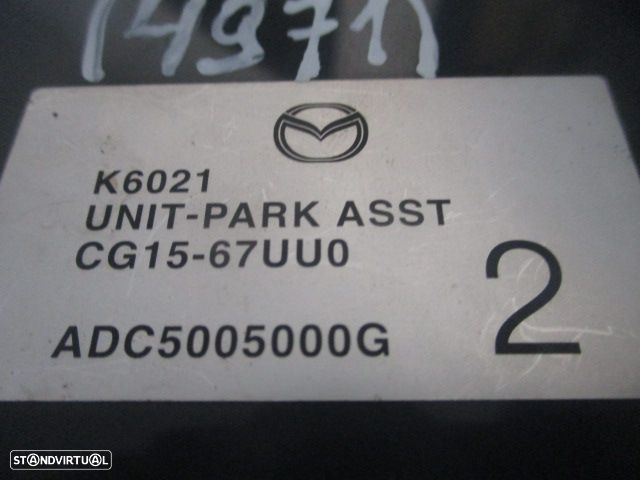 (4971)
K6021
UNIT-PARK ASST
CG15-67UU0
2
ADC5005000G
STANDVIRTUAL